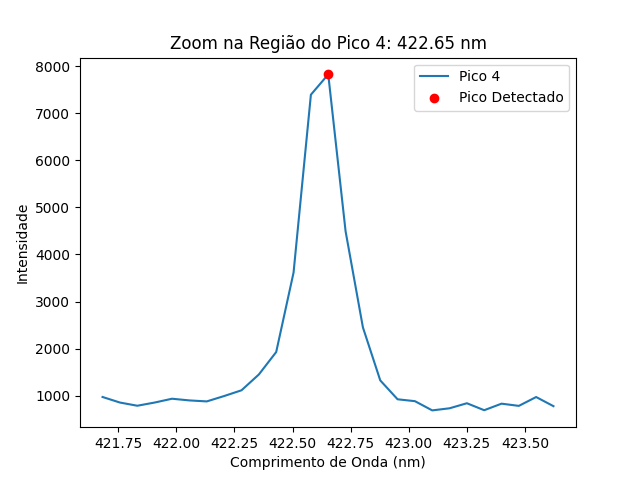 Zoom na Região do Pico 4: 422.65 nm
Pico 4
Pico Detectado
Intensidade
8000
7000
6000
5000
4000
3000
2000
1000
421.75 422.00 422.25 422.50 422.75 423.00 423.25 423.50
Comprimento de Onda (nm)